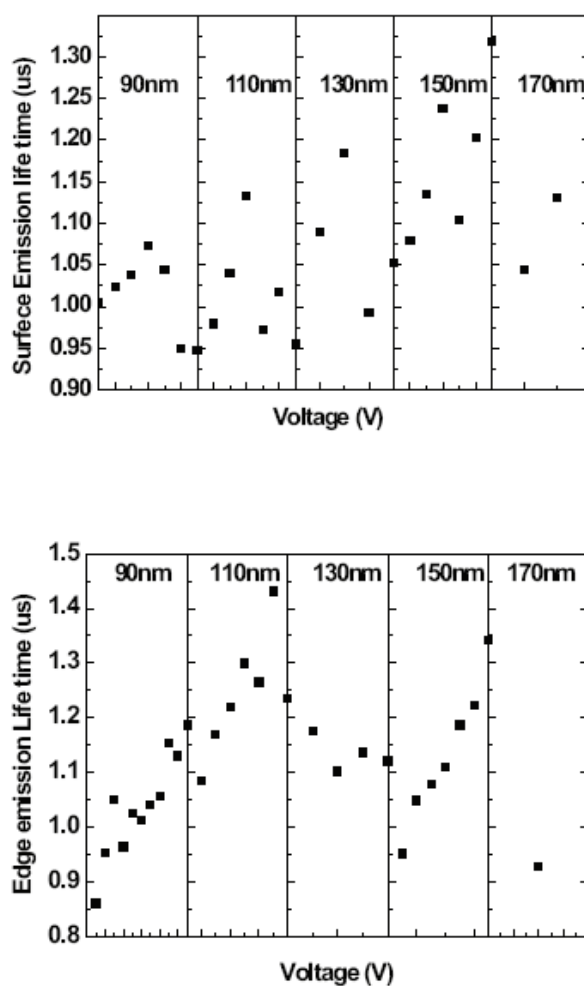 Surfece Emission life time (us)
1.30
1.25
1.20
1.15
1.10
1.05
1.00
0.95
0.90
90nm
110nm
130nm
150nm
170nm
Voltage (V)
Edge emission Life time (us)
1.5
1.4
1.3
1.2
1.1
1.0
0.9
0.8
90nm
110nm
130nm
150nm
170nm
Voltage (V)